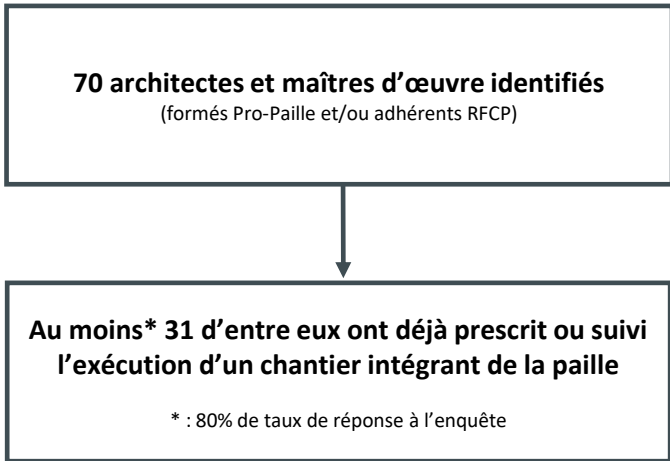 70 architectes et maîtres d’œuvre identifiés
(formés Pro-Paille et/ou adhérents RFCP)
Au moins* 31 d’entre eux ont déjà prescrit ou suivi
l’exécution d’un chantier intégrant de la paille
* : 80% de taux de réponse à l’enquête